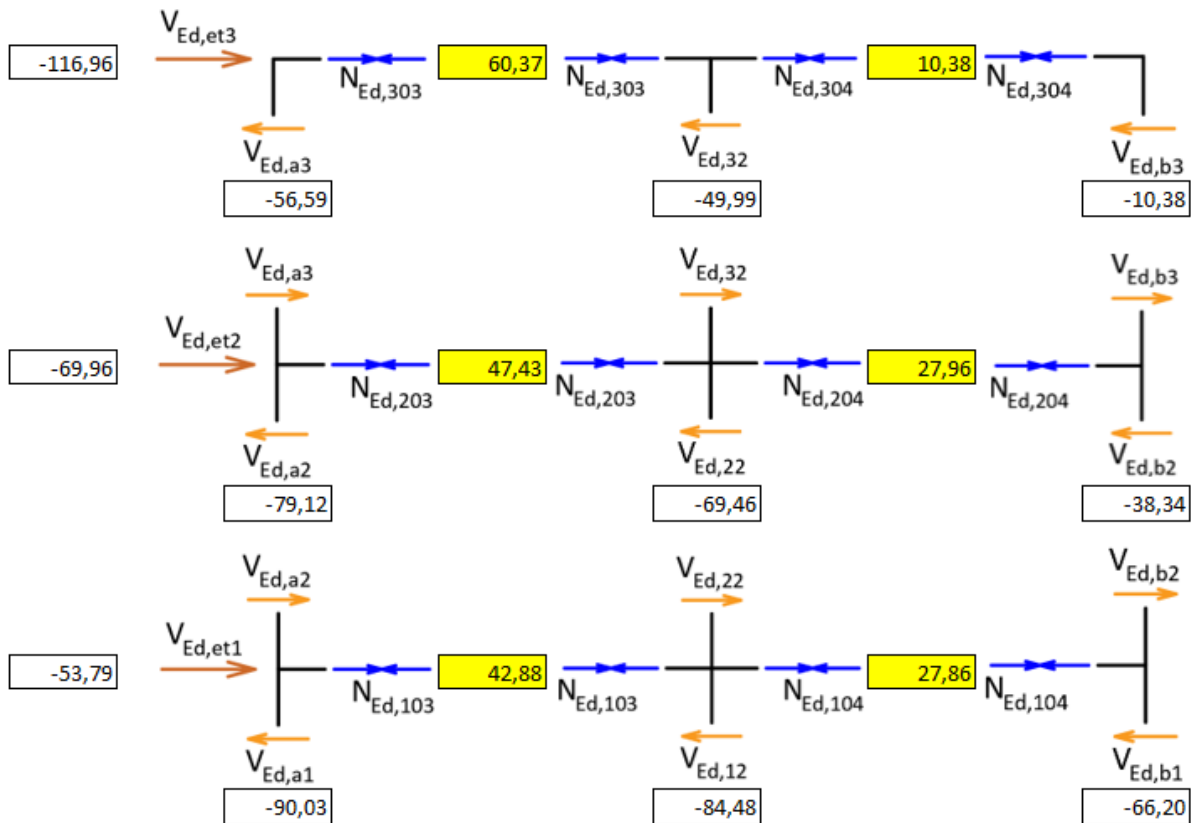 V_Ed,et3
-116,96
N_Ed,303
60,37
N_Ed,303
N_Ed,304
10,38
N_Ed,304
V_Ed,a3
V_Ed,32
V_Ed,b3
-56,59
-49,99
-10,38
V_Ed,a3
V_Ed,32
V_Ed,b3
V_Ed,et2
-69,96
N_Ed,203
47,43
N_Ed,203
N_Ed,204
27,96
N_Ed,204
V_Ed,a2
V_Ed,22
V_Ed,b2
-79,12
-69,46
-38,34
V_Ed,a2
V_Ed,22
V_Ed,b2
V_Ed,et1
-53,79
N_Ed,103
42,88
N_Ed,103
N_Ed,104
27,86
N_Ed,104
V_Ed,a1
V_Ed,12
V_Ed,b1
-90,03
-84,48
-66,20